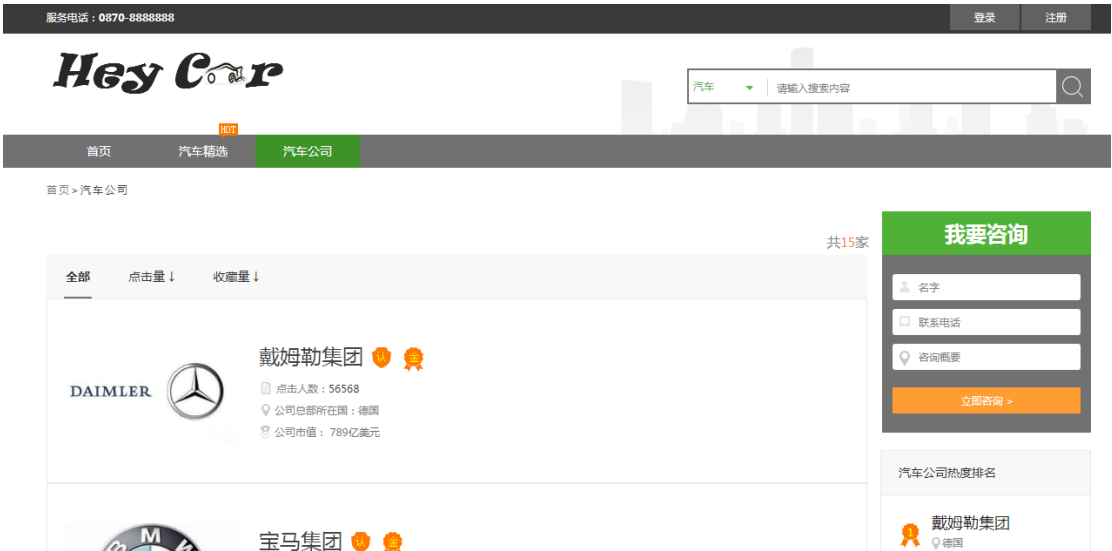 服务电话：0870-8888888
登录 注册
Hey Car
汽车 请输入搜索内容
HOT
首页 汽车精选 汽车公司
首页>汽车公司
共15家
我要咨询
全部 点击量↓ 收藏量↓
名字
联系电话
咨询概要
立即咨询 >
戴姆勒集团 认 金
DAIMLER
点击人数：56568
公司总部所在国：德国
公司市值： 789亿美元
汽车公司热度排名
1 戴姆勒集团
德国
BMW
宝马集团 认 金